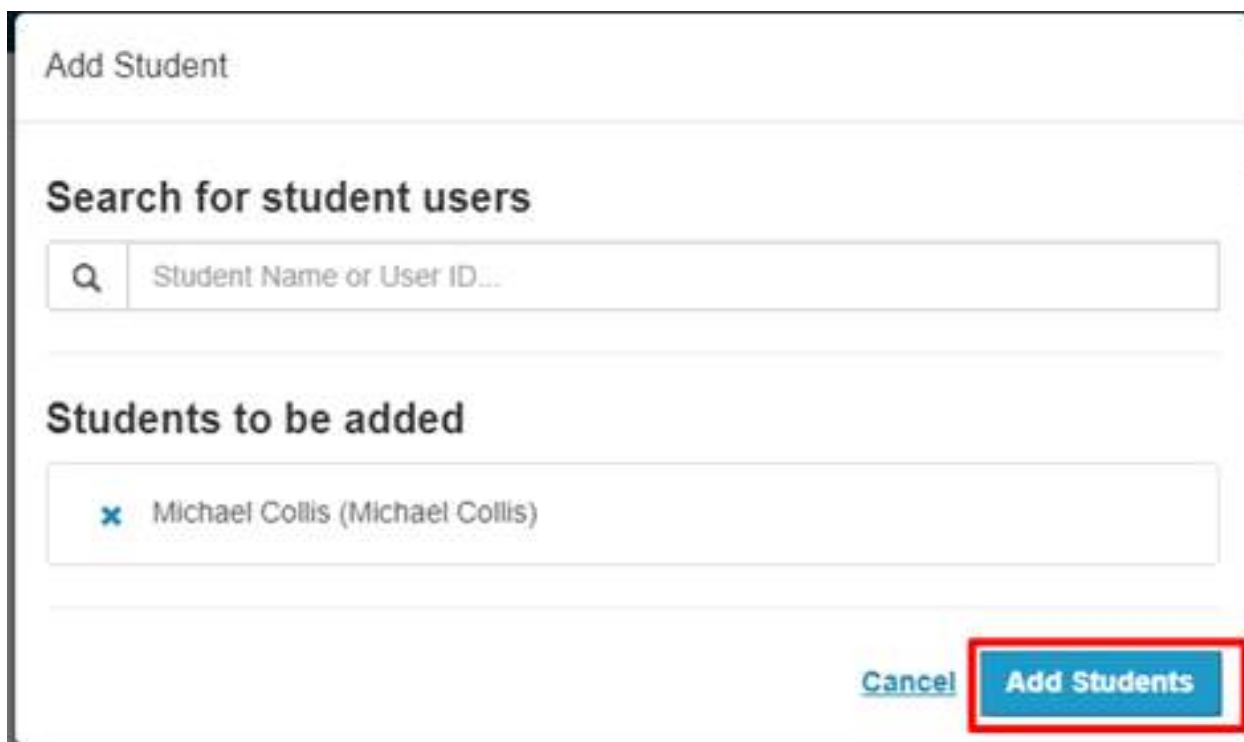 Add Student
Search for student users
Student Name or User ID...
Students to be added
Michael Collis (Michael Collis)
Cancel
Add Students